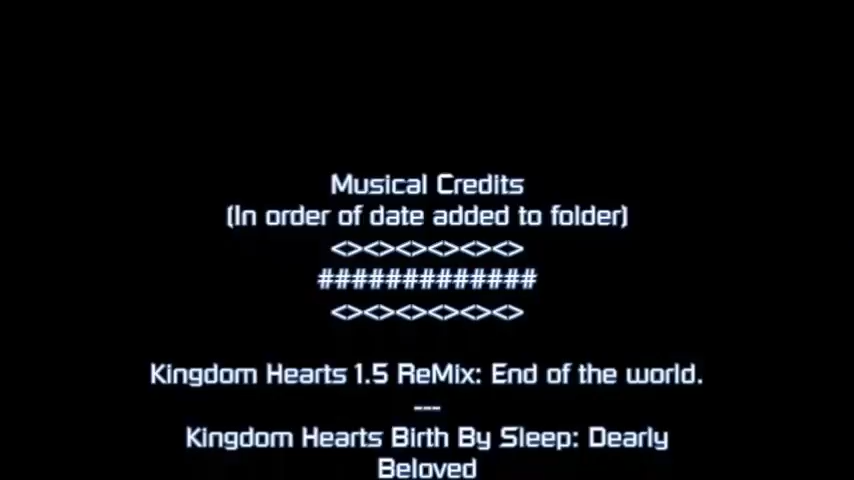 Musical Credits
(In order of date added to folder)
<><><><><><>
#############
<><><><><><>
Kingdom Hearts 1.5 ReMix: End of the world.
---
Kingdom Hearts Birth By Sleep: Dearly
Beloved